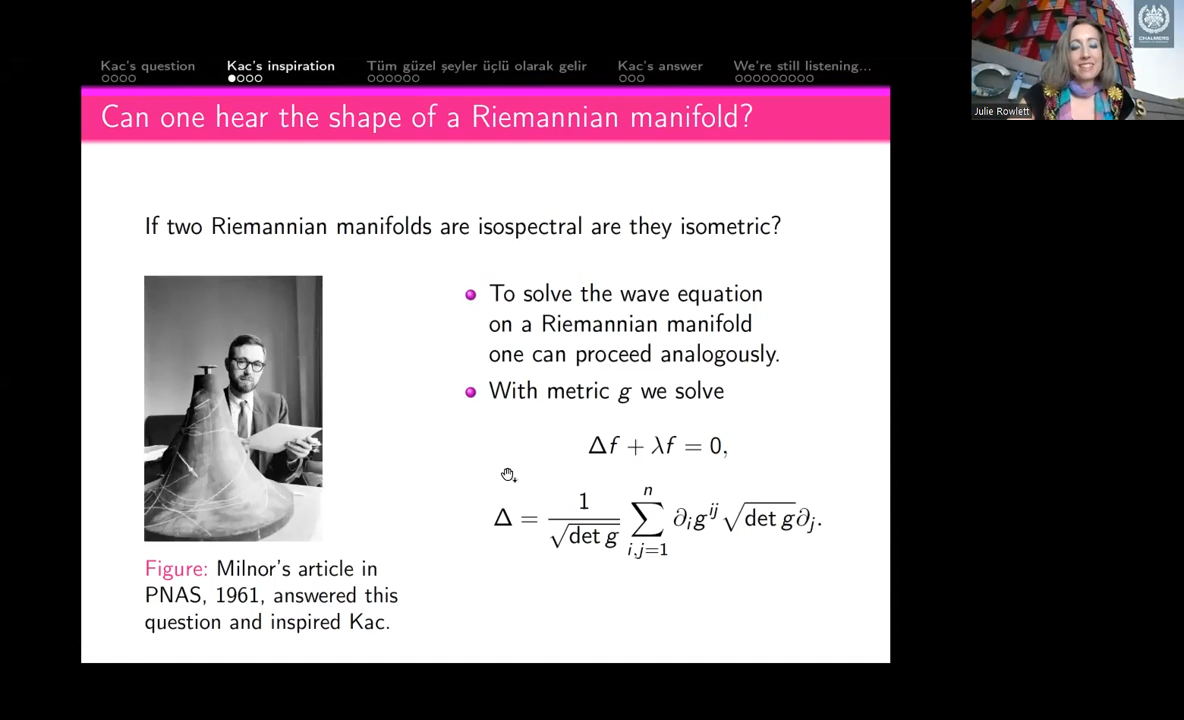 Kac's question Kac's inspiration Tüm güzel şeyler üçlü olarak gelir Kac's answer We're still listening...
Can one hear the shape of a Riemannian manifold?
If two Riemannian manifolds are isospectral are they isometric?
To solve the wave equation
on a Riemannian manifold
one can proceed analogously.
With metric g we solve
Δf + λf = 0,
Δ = 1/√det g ∑_{i,j=1}^{n} ∂_i g^{ij} √det g ∂_j.
Figure: Milnor's article in
PNAS, 1961, answered this
question and inspired Kac.
CHALMERS
Julie Rowlett